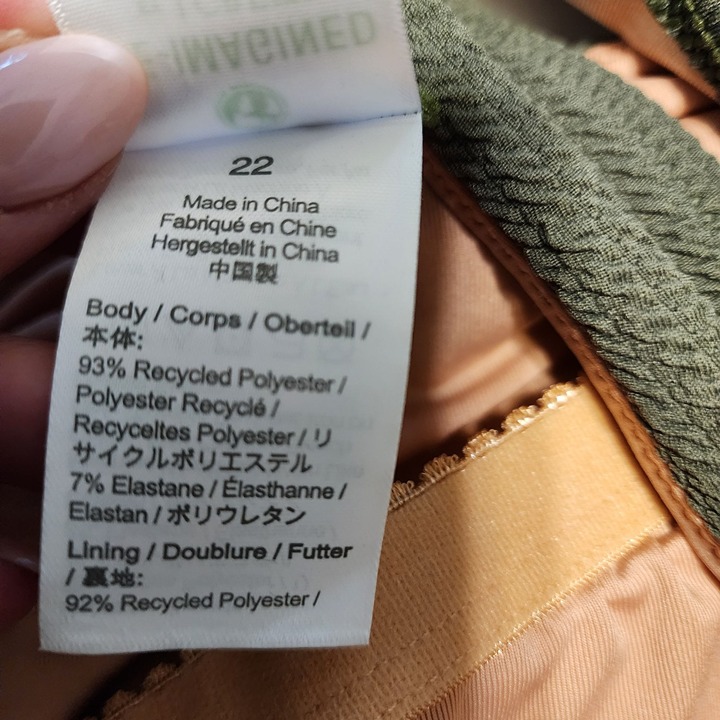 IMAGINED
22
Made in China
Fabriqué en Chine
Hergestellt in China
中国製
Body / Corps / Oberteil /
本体:
93% Recycled Polyester /
Polyester Recyclé /
Recyceltes Polyester / リ
サイクルポリエステル
7% Elastane / Élasthanne /
Elastan / ポリウレタン
Lining / Doublure / Futter
/ 裏地:
92% Recycled Polyester /